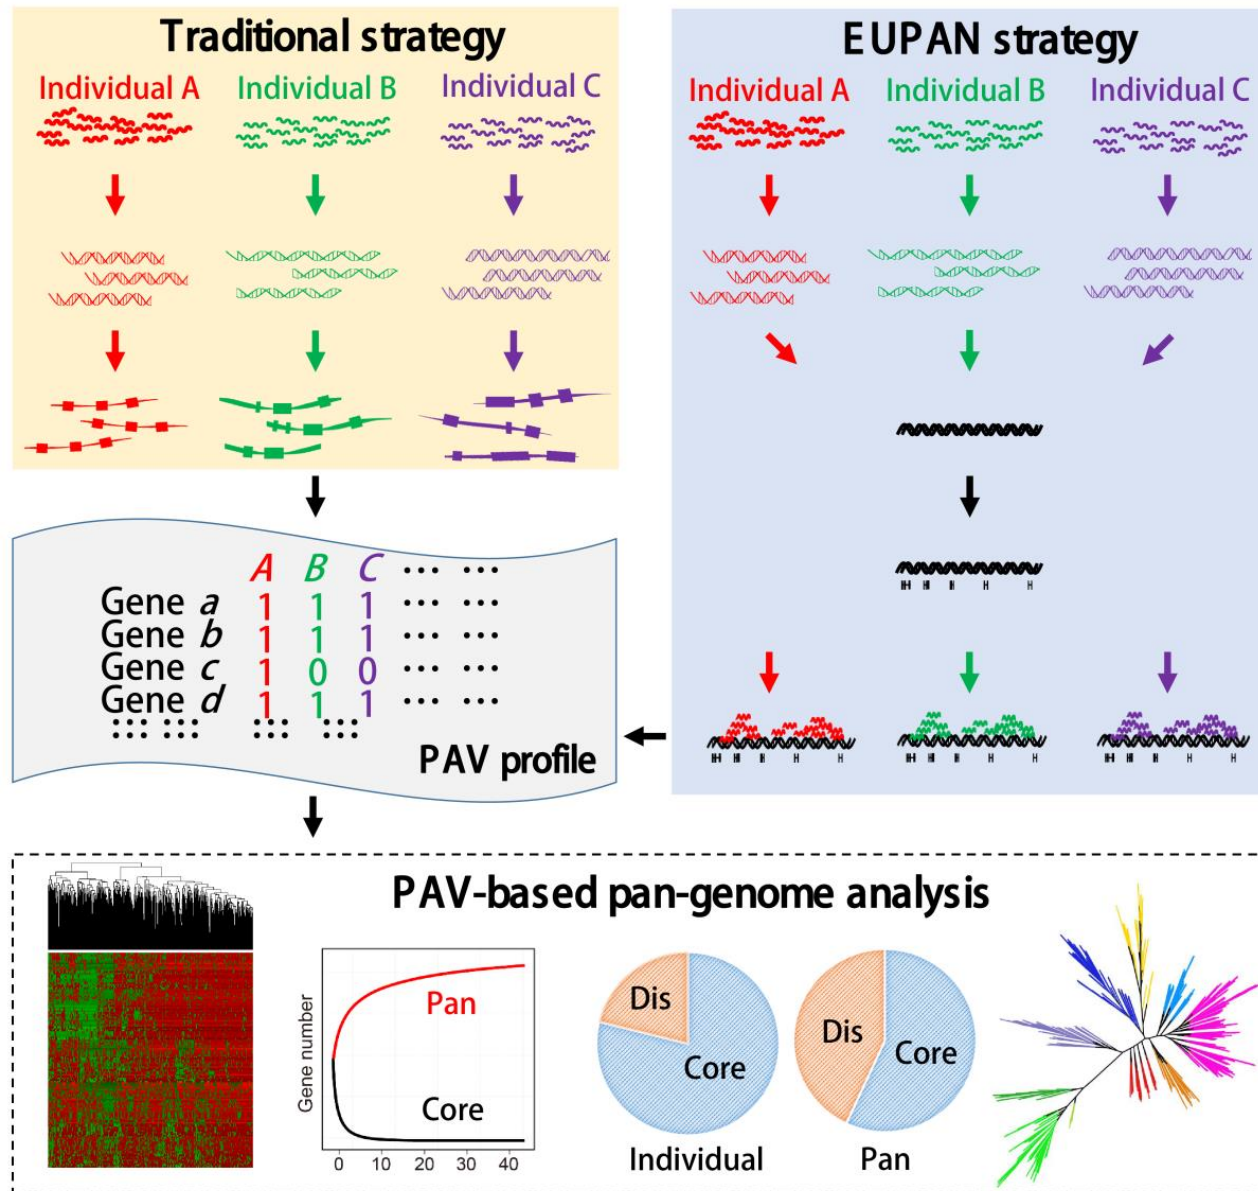 Traditional strategy
Individual A Individual B Individual C
EUPAN strategy
Individual A Individual B Individual C
A B C ... ...
Gene a 1 1 1 ... ...
Gene b 1 1 1 ... ...
Gene c 1 0 0 ... ...
Gene d 1 1 1 ... ...
... ... ... ...
... ... ... ...
PAV profile
PAV-based pan-genome analysis
Gene number
Pan
Core
0 10 20 30 40
Dis
Core
Individual
Dis
Core
Pan